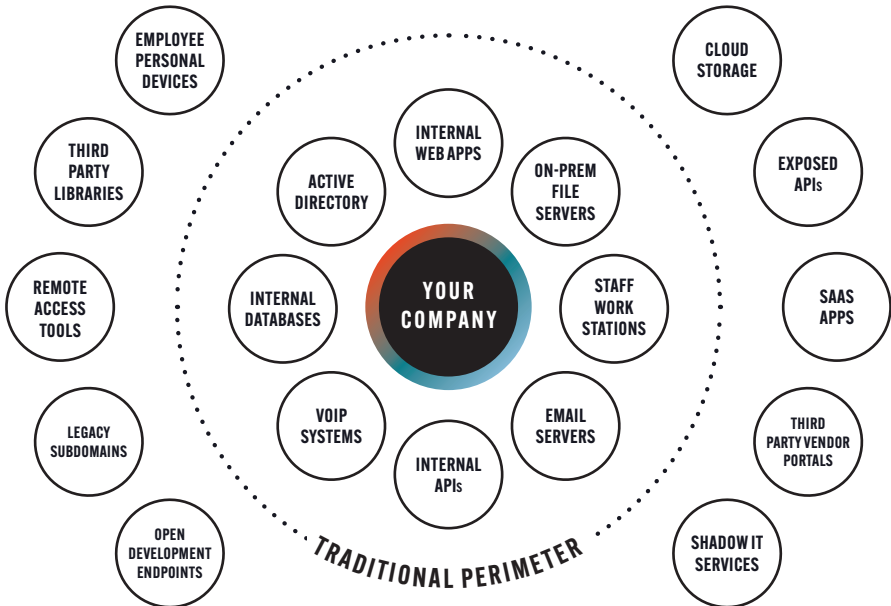 EMPLOYEE
PERSONAL
DEVICES
CLOUD
STORAGE
THIRD
PARTY
LIBRARIES
INTERNAL
WEB APPS
EXPOSED
APIs
ACTIVE
DIRECTORY
ON-PREM
FILE
SERVERS
REMOTE
ACCESS
TOOLS
INTERNAL
DATABASES
YOUR
COMPANY
STAFF
WORK
STATIONS
SAAS
APPS
LEGACY
SUBDOMAINS
VOIP
SYSTEMS
INTERNAL
APIs
EMAIL
SERVERS
THIRD
PARTY VENDOR
PORTALS
OPEN
DEVELOPMENT
ENDPOINTS
TRADITIONAL PERIMETER
SHADOW IT
SERVICES